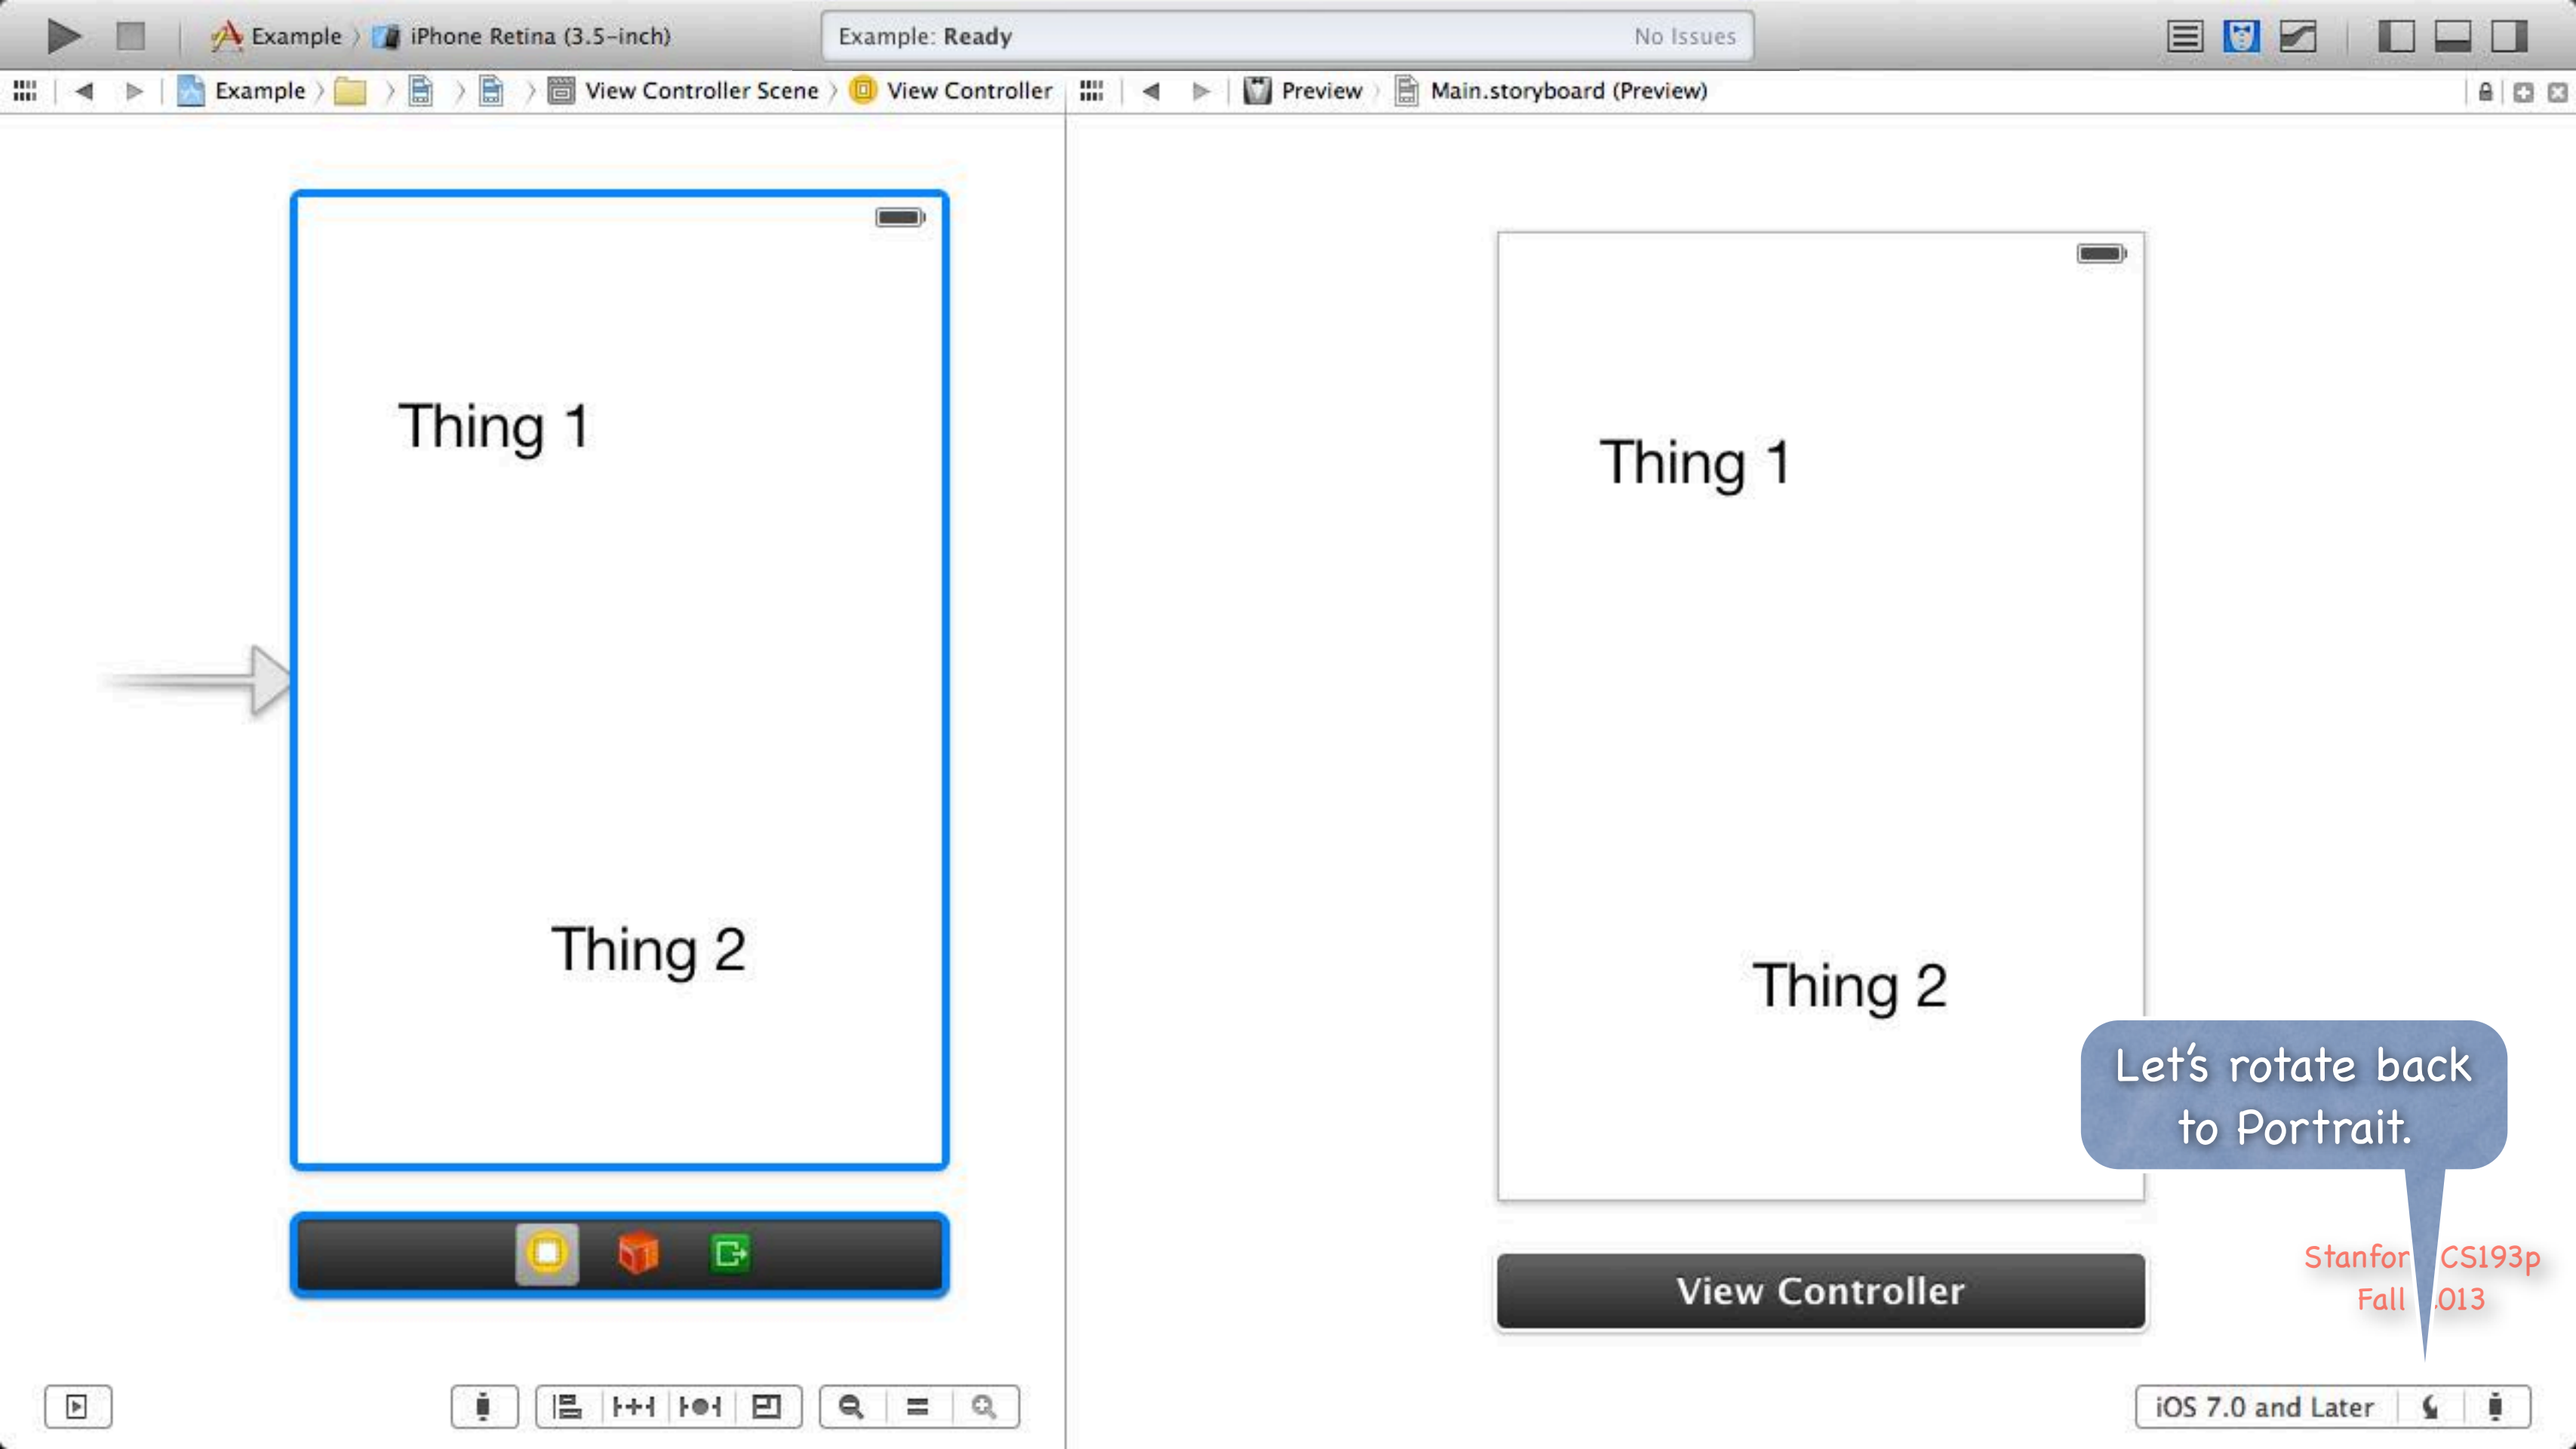 Example
iPhone Retina (3.5-inch)
Example: Ready
No Issues
Example
View Controller Scene
View Controller
Preview
Main.storyboard (Preview)
Thing 1
Thing 2
Thing 1
Thing 2
Let's rotate back
to Portrait.
View Controller
Stanfor CS193p
Fall 013
iOS 7.0 and Later